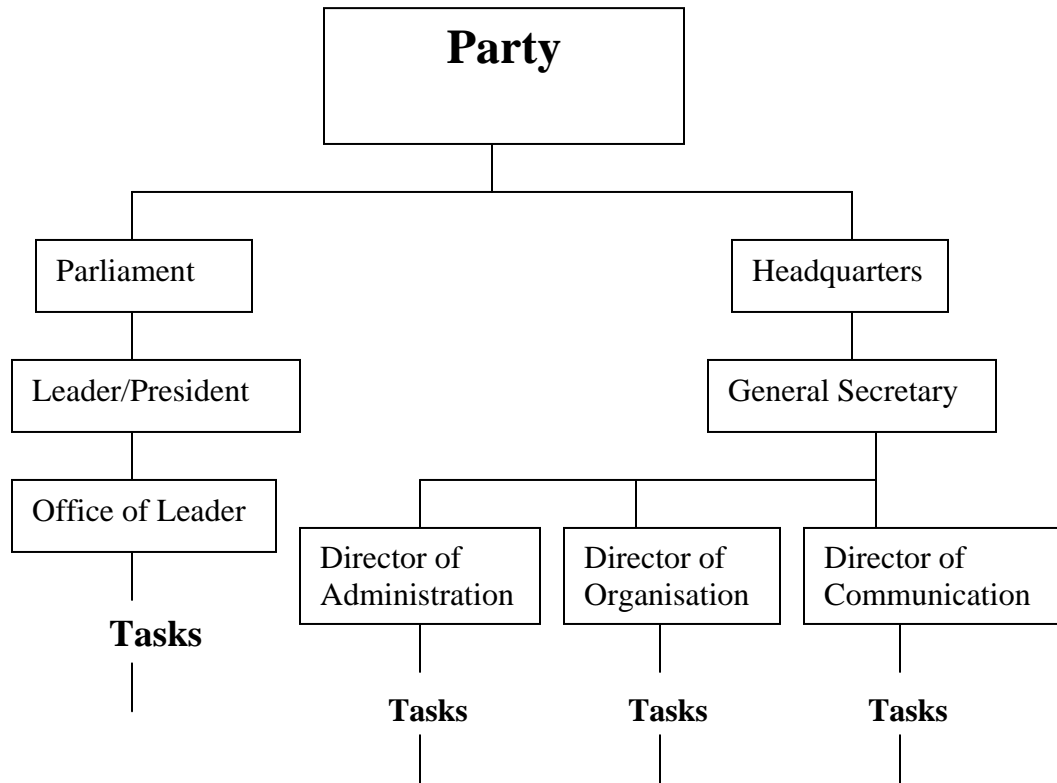 Party
Parliament
Headquarters
Leader/President
General Secretary
Office of Leader
Director of
Administration
Director of
Organisation
Director of
Communication
Tasks
Tasks
Tasks
Tasks